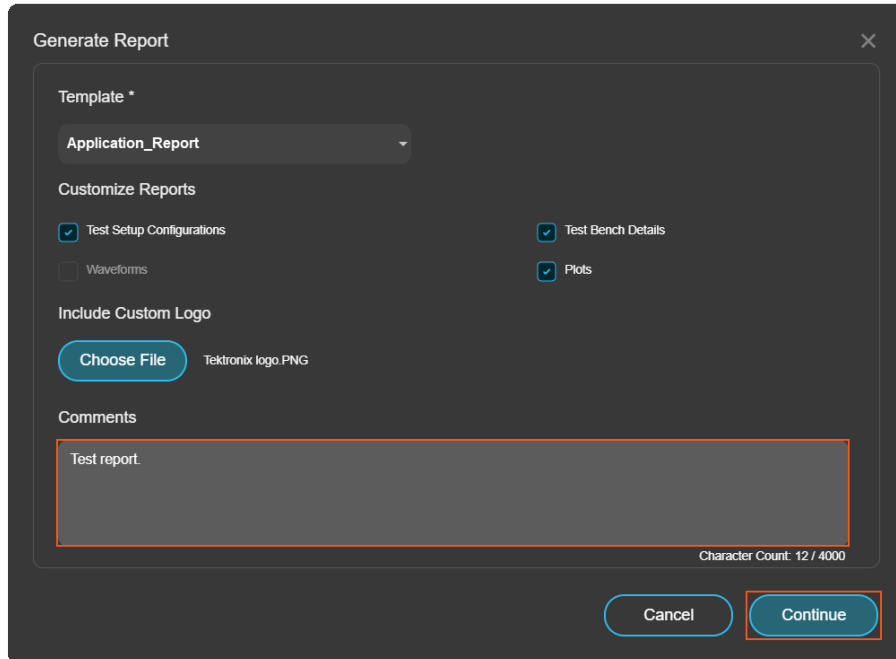 Generate Report
Template *
Application_Report
Customize Reports
Test Setup Configurations
Test Bench Details
Waveforms
Plots
Include Custom Logo
Choose File
Tektronix logo.PNG
Comments
Test report.
Character Count: 12 / 4000
Cancel
Continue